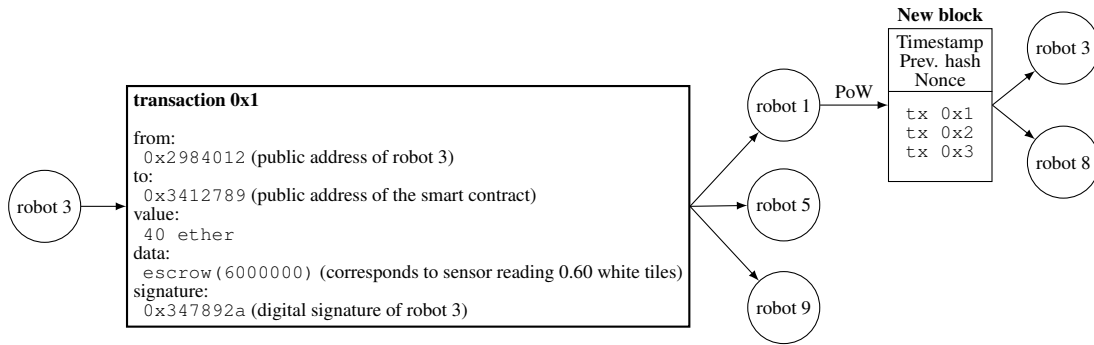 robot 3
transaction 0x1
from:
0x2984012 (public address of robot 3)
to:
0x3412789 (public address of the smart contract)
value:
40 ether
data:
escrow(6000000) (corresponds to sensor reading 0.60 white tiles)
signature:
0x347892a (digital signature of robot 3)
robot 1
robot 5
robot 9
PoW
New block
Timestamp
Prev. hash
Nonce
tx 0x1
tx 0x2
tx 0x3
robot 3
robot 8